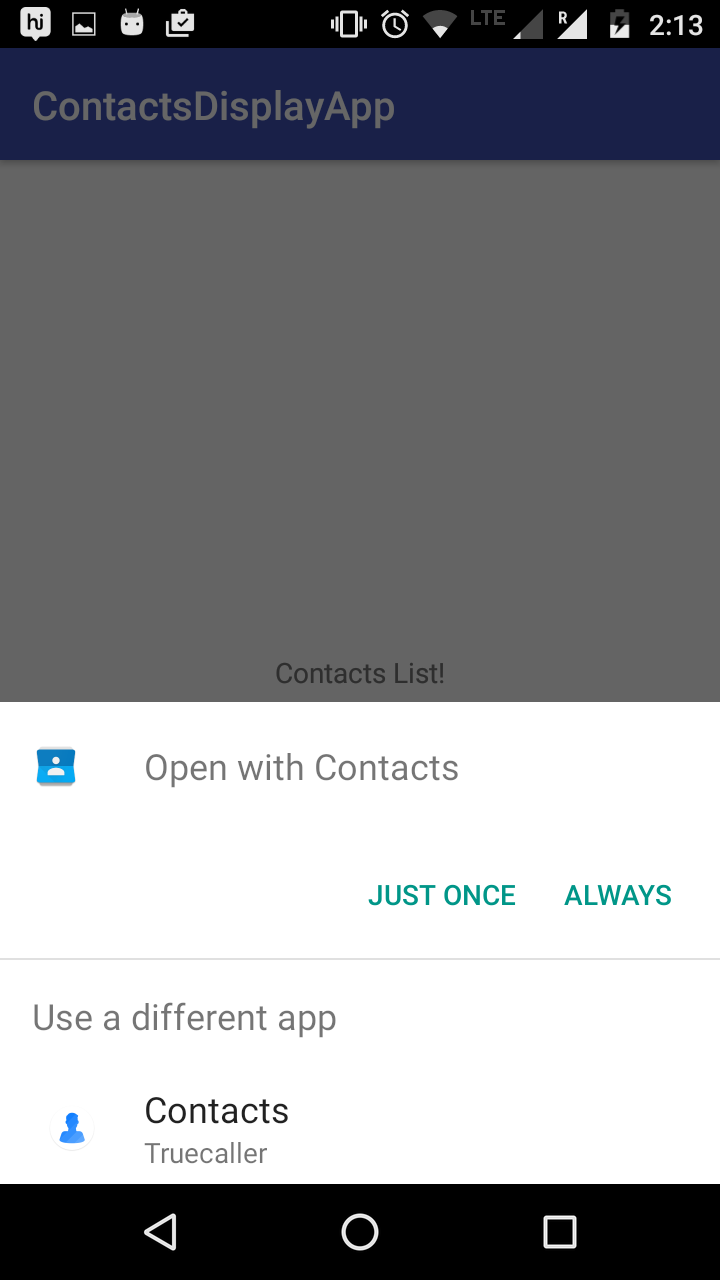 hi LTE R 2:13
ContactsDisplayApp
Contacts List!
Open with Contacts
JUST ONCE ALWAYS
Use a different app
Contacts
Truecaller